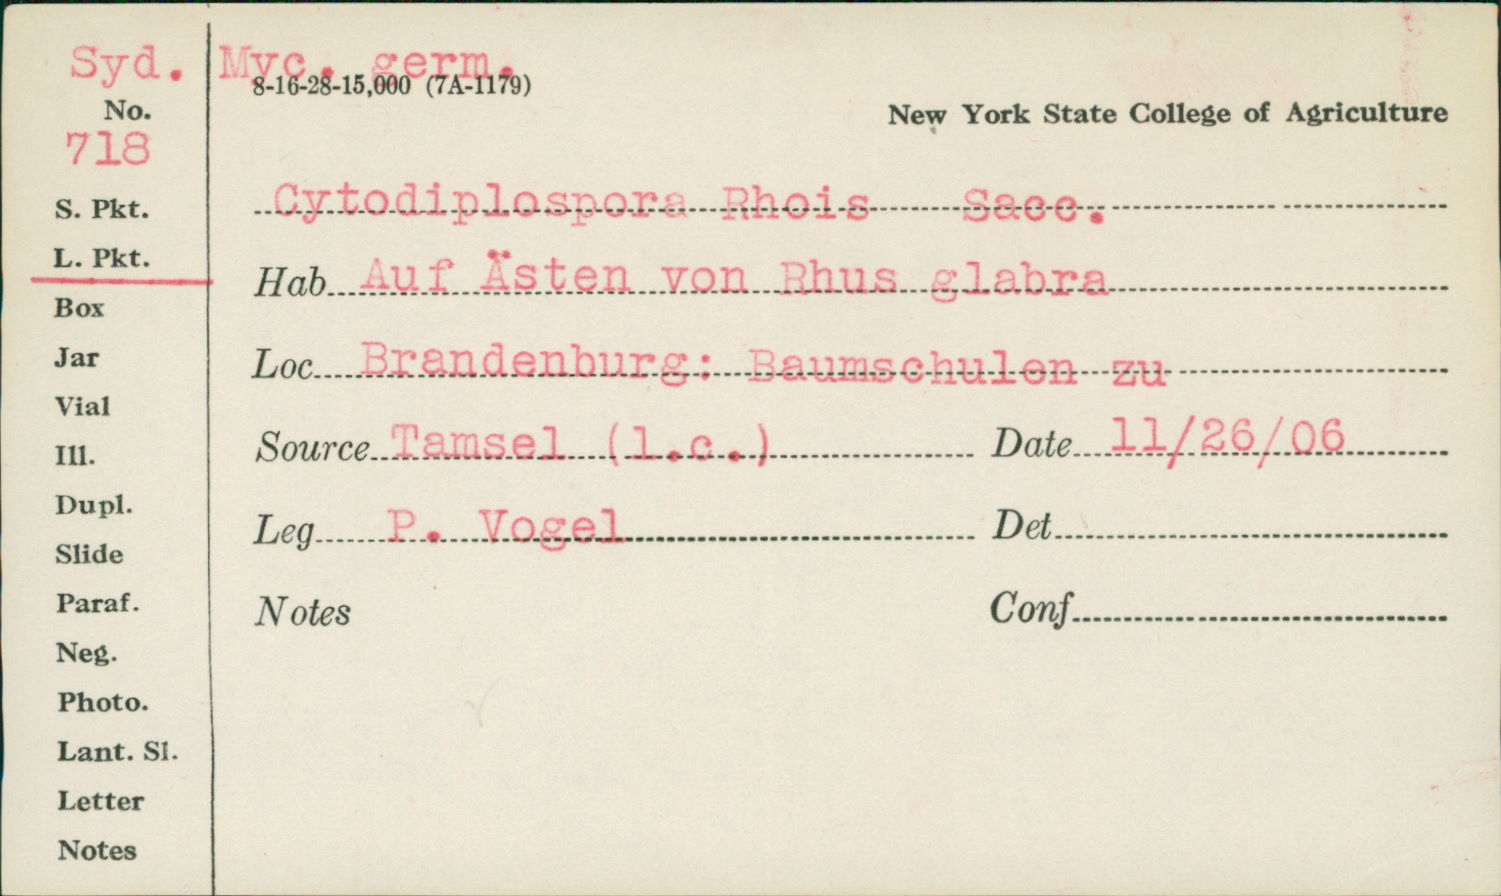 Syd. Myc. germ.
8-16-28-15,000 (7A-1179)
No.
New York State College of Agriculture
718
S. Pkt.
Cytodiplospora Rhois Sacc.
L. Pkt.
Hab Auf Ästen von Rhus glabra
Box
Jar
Loc Brandenburg: Baumschulen zu
Vial
Ill.
Source Tamsel (l.c.) Date 11/26/06
Dupl.
Leg P. Vogel Det
Slide
Paraf.
Notes Conf
Neg.
Photo.
Lant. Sl.
Letter
Notes